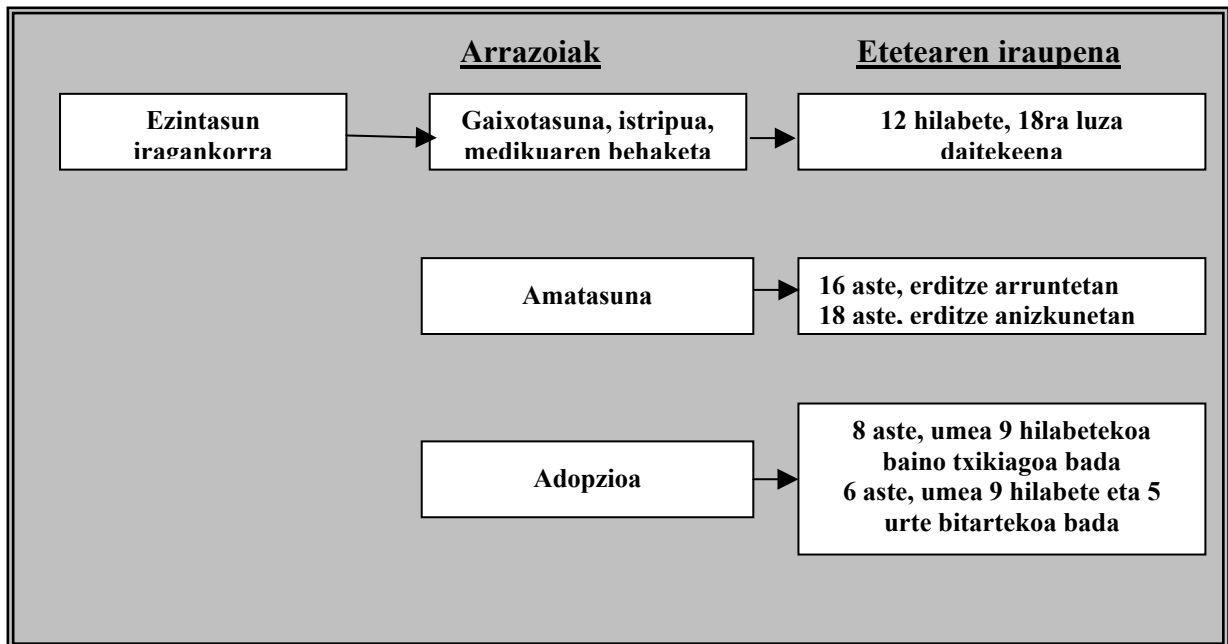 Arrazoiak
Etetearen iraupena
Ezintasun
iragankorra
Gaixotasuna, istripua,
medikuaren behaketa
12 hilabete, 18ra luza
daitekeena
Amatasuna
16 aste, erditze arruntetan
18 aste, erditze anizkunetan
Adopzioa
8 aste, umea 9 hilabetekoa
baino txikiagoa bada
6 aste, umea 9 hilabete eta 5
urte bitartekoa bada